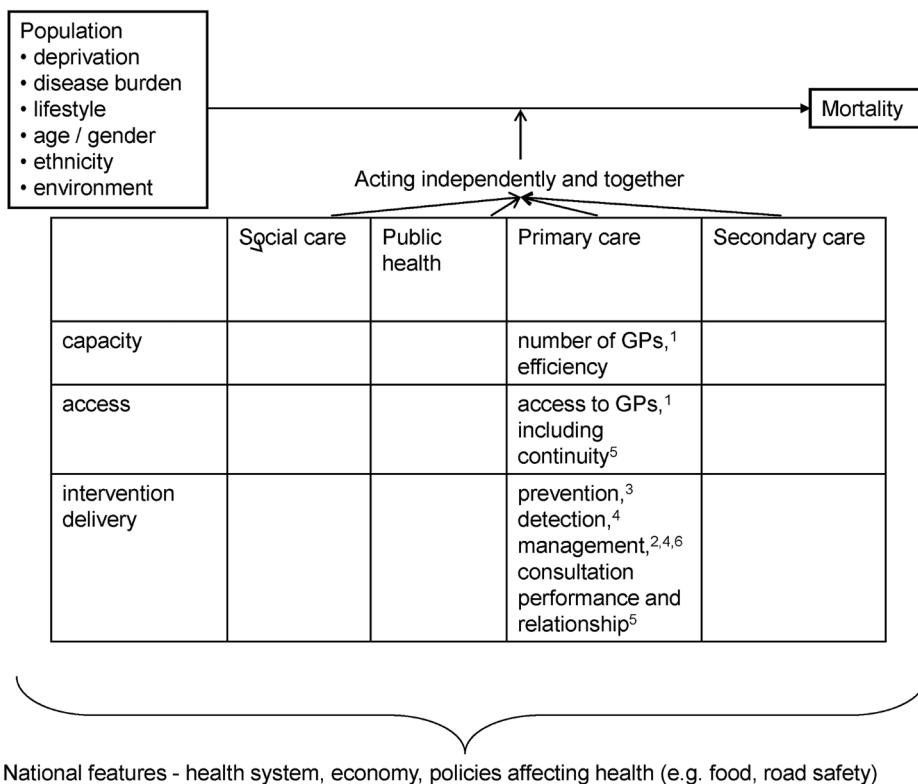 Population
• deprivation
• disease burden
• lifestyle
• age / gender
• ethnicity
• environment
Mortality
Acting independently and together
Social care
Public
health
Primary care
Secondary care
capacity
number of GPs,¹
efficiency
access
access to GPs,¹
including
continuity⁵
intervention
delivery
prevention,³
detection,⁴
management,²,⁴,⁶
consultation
performance and
relationship⁵
National features - health system, economy, policies affecting health (e.g. food, road safety)